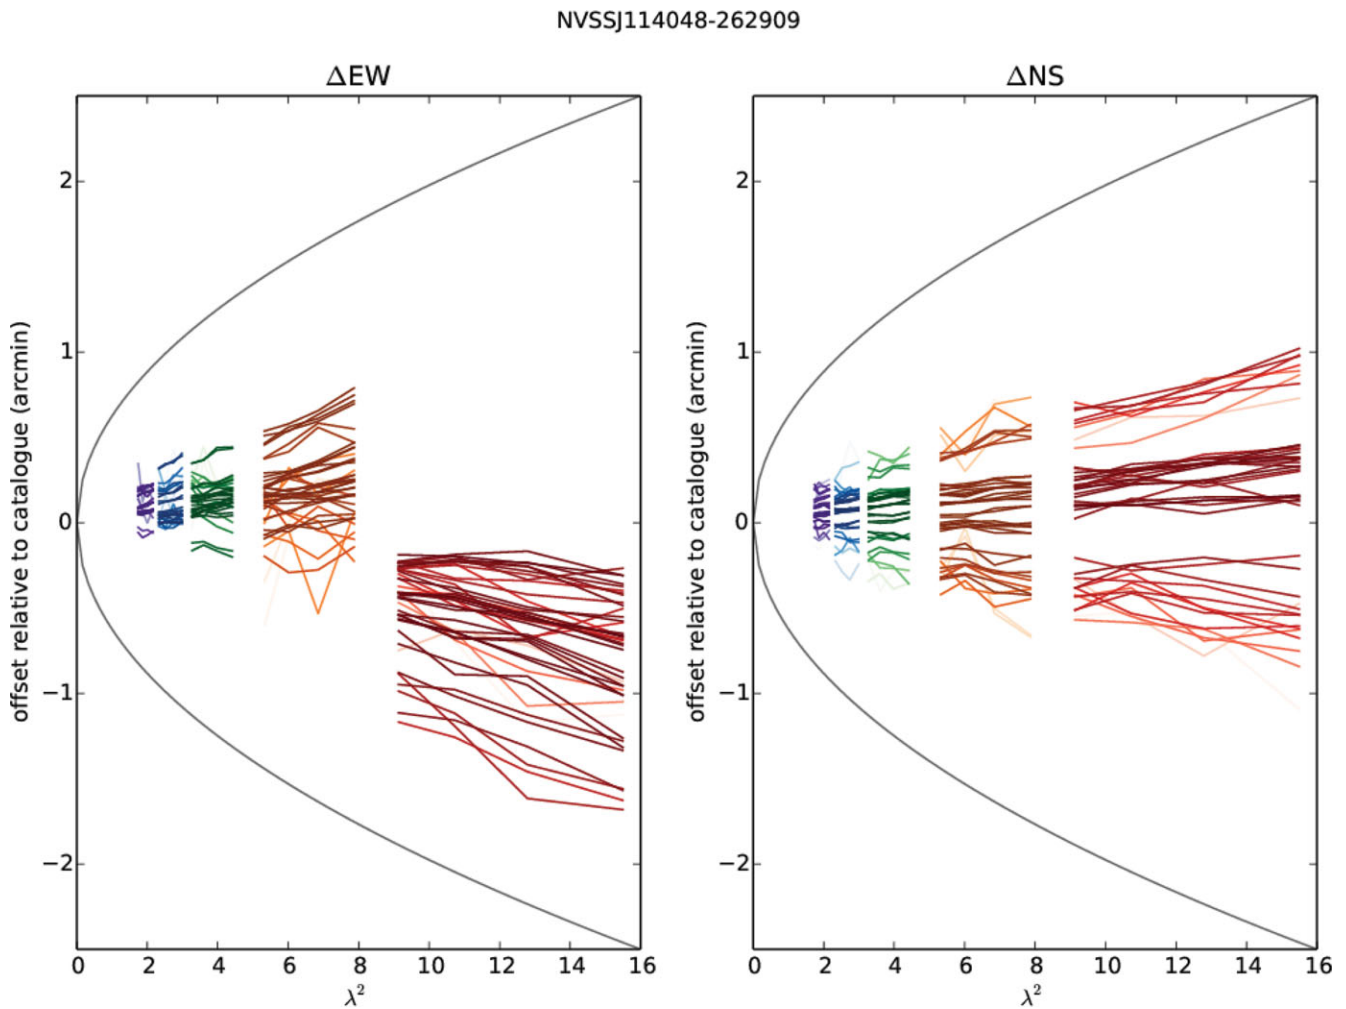 NVSSJ114048-262909
ΔEW
ΔNS
offset relative to catalogue (arcmin)
2
1
0
−1
−2
0 2 4 6 8 10 12 14 16
λ²
offset relative to catalogue (arcmin)
2
1
0
−1
−2
0 2 4 6 8 10 12 14 16
λ²